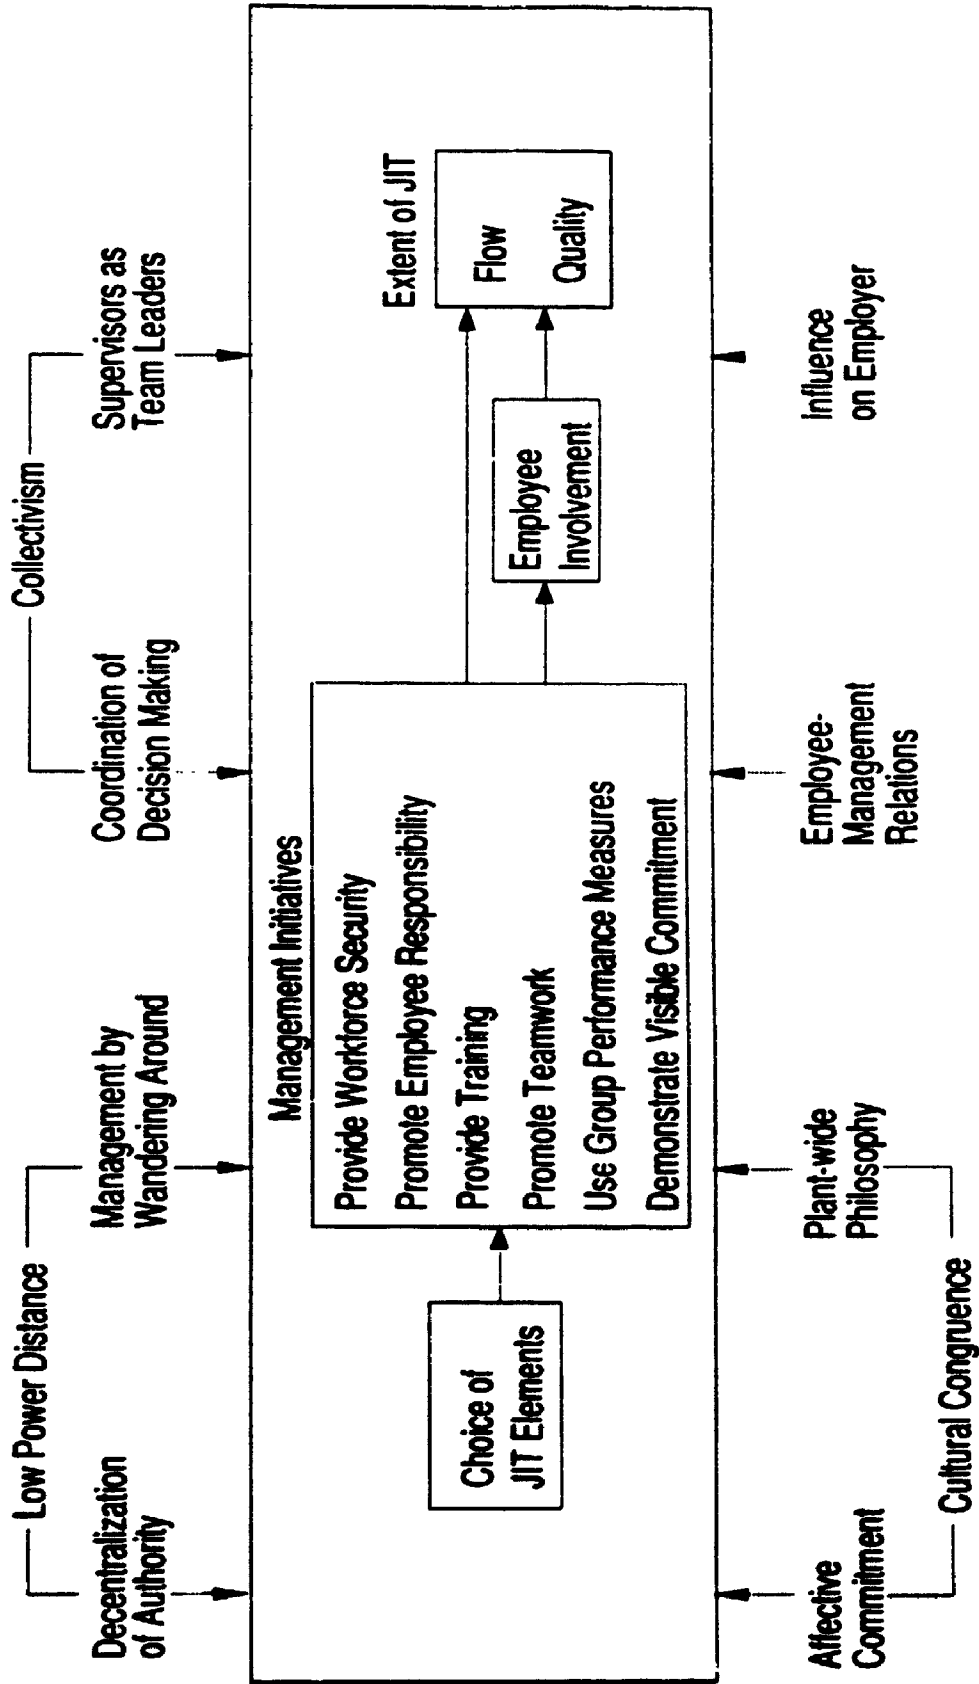 Low Power Distance
Collectivism
Decentralization
of Authority
Management by
Wandering Around
Coordination of
Decision Making
Supervisors as
Team Leaders
Management Initiatives
Provide Workforce Security
Promote Employee Responsibility
Provide Training
Promote Teamwork
Use Group Performance Measures
Demonstrate Visible Commitment
Choice of
JIT Elements
Employee
Involvement
Extent of JIT
Flow
Quality
Affective
Commitment
Plant-wide
Philosophy
Employee-
Management
Relations
Influence
on Employer
Cultural Congruence